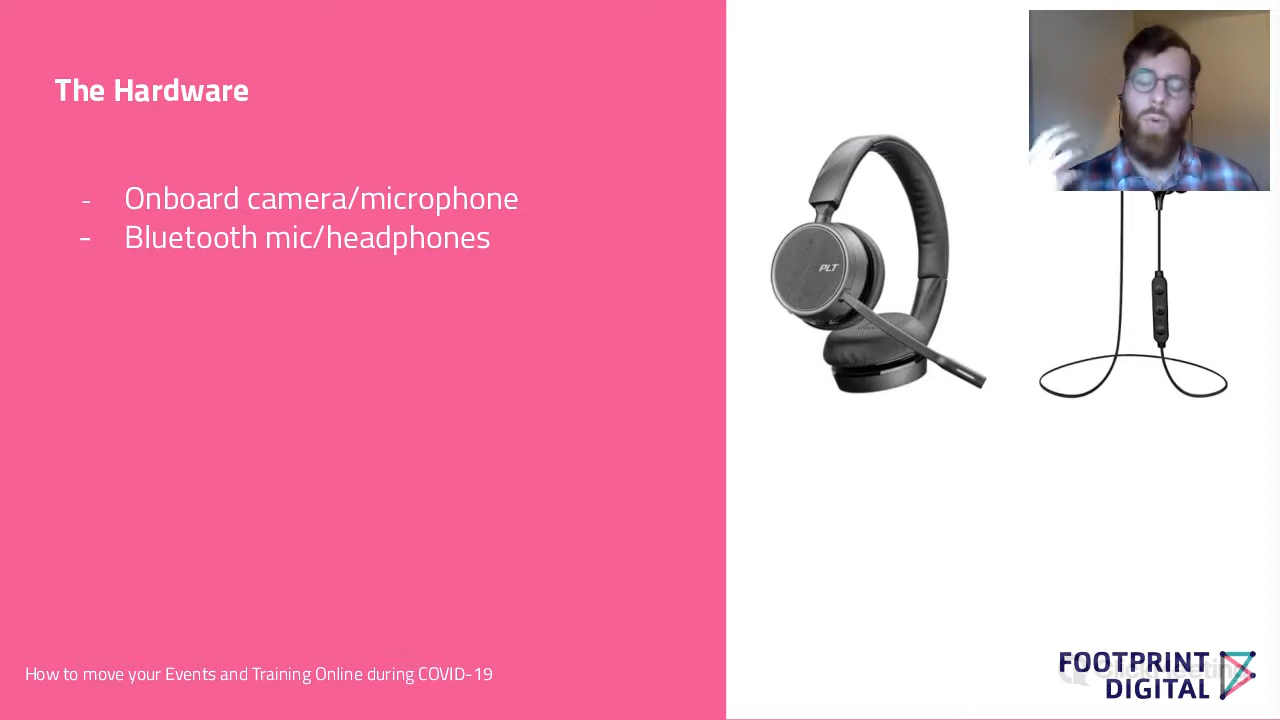 The Hardware
- Onboard camera/microphone
- Bluetooth mic/headphones
PLT
How to move your Events and Training Online during COVID-19
FOOTPRINT
DIGITAL